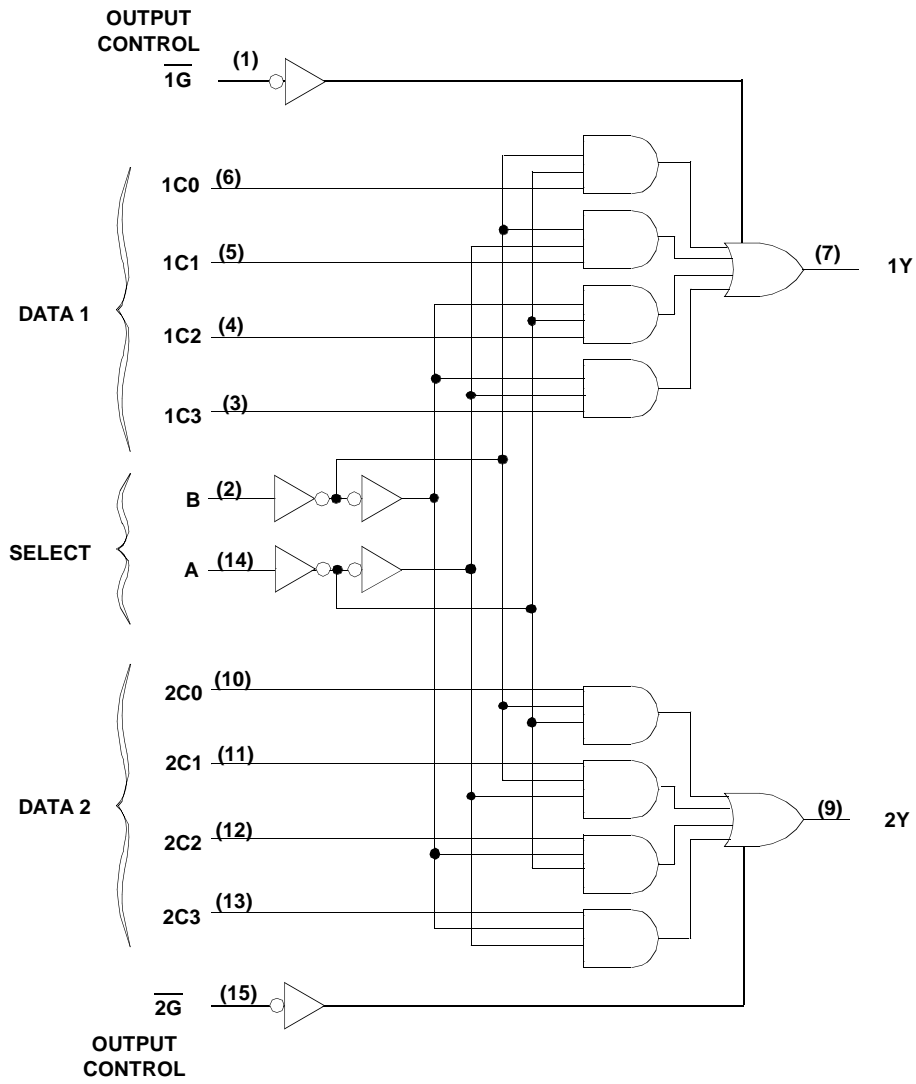 OUTPUT
CONTROL
1G (1)
1C0 (6)
1C1 (5)
(7) 1Y
DATA 1
1C2 (4)
1C3 (3)
B (2)
SELECT
A (14)
2C0 (10)
2C1 (11)
DATA 2
(9) 2Y
2C2 (12)
2C3 (13)
2G (15)
OUTPUT
CONTROL